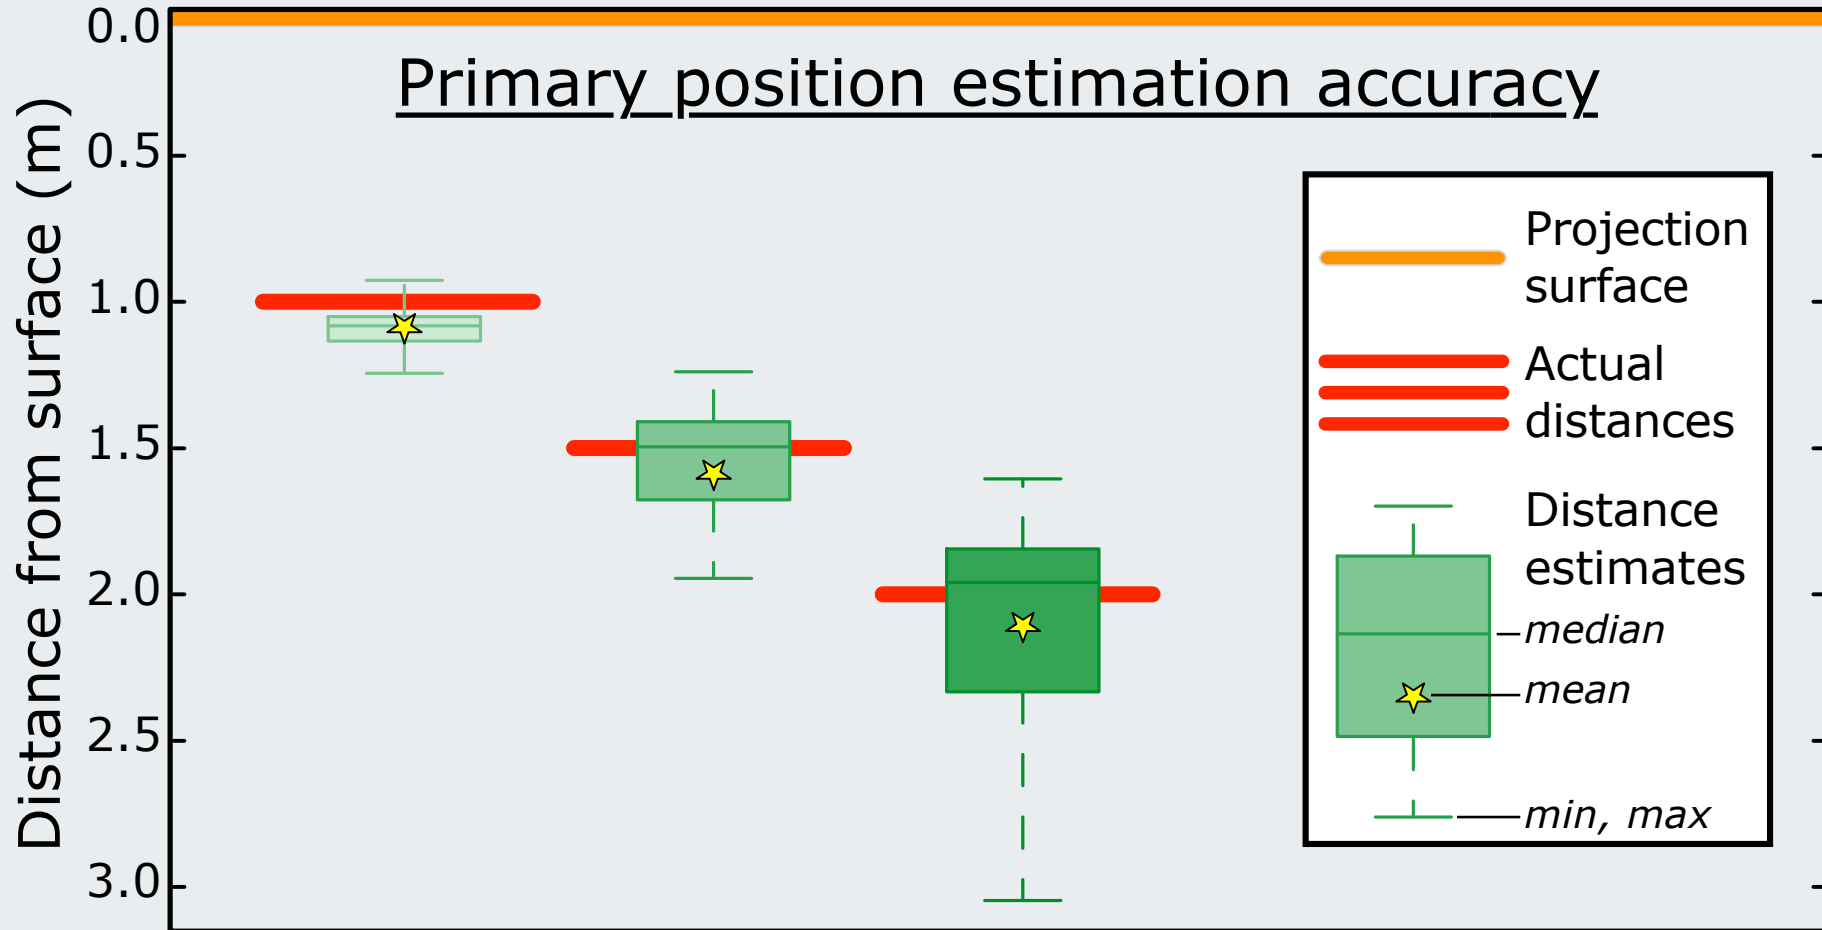 Primary position estimation accuracy
Distance from surface (m)
0.0
0.5
1.0
1.5
2.0
2.5
3.0
Projection
surface
Actual
distances
Distance
estimates
median
mean
min, max